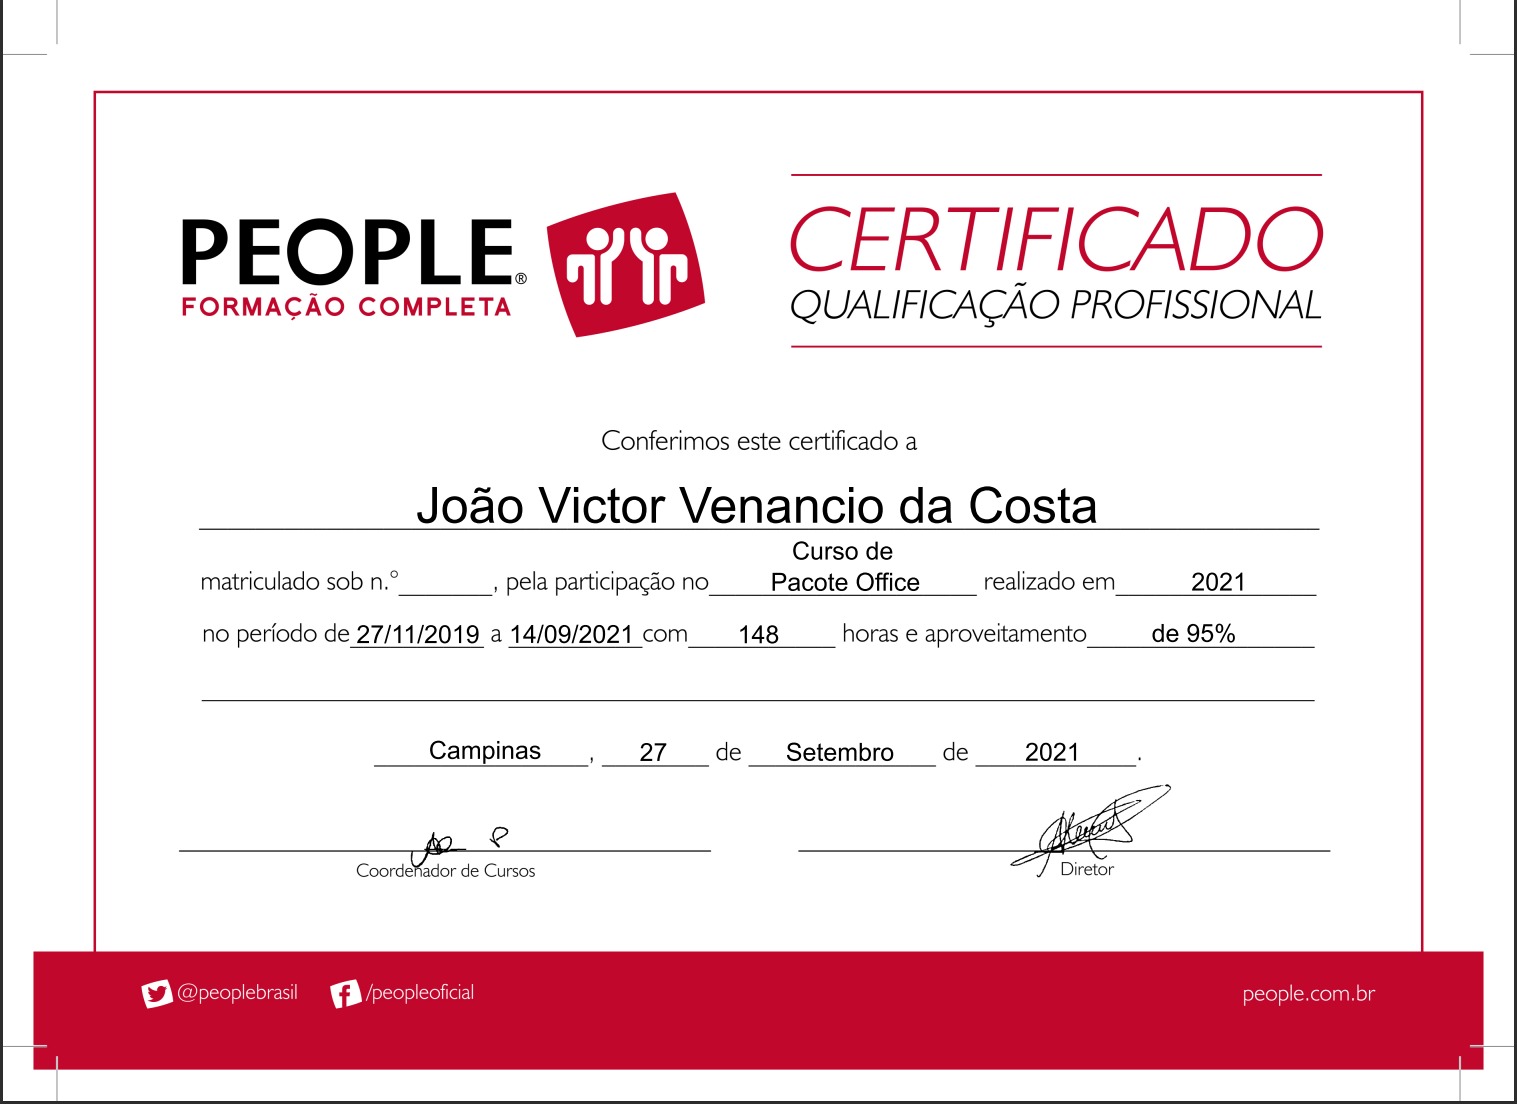 PEOPLE®
FORMAÇÃO COMPLETA
CERTIFICADO
QUALIFICAÇÃO PROFISSIONAL
Conferimos este certificado a
João Victor Venancio da Costa
Curso de
matriculado sob n.° , pela participação no Pacote Office realizado em 2021
no período de 27/11/2019 a 14/09/2021 com 148 horas e aproveitamento de 95%
Campinas , 27 de Setembro de 2021 .
Coordenador de Cursos
Diretor
@peoplebrasil /peopleoficial people.com.br